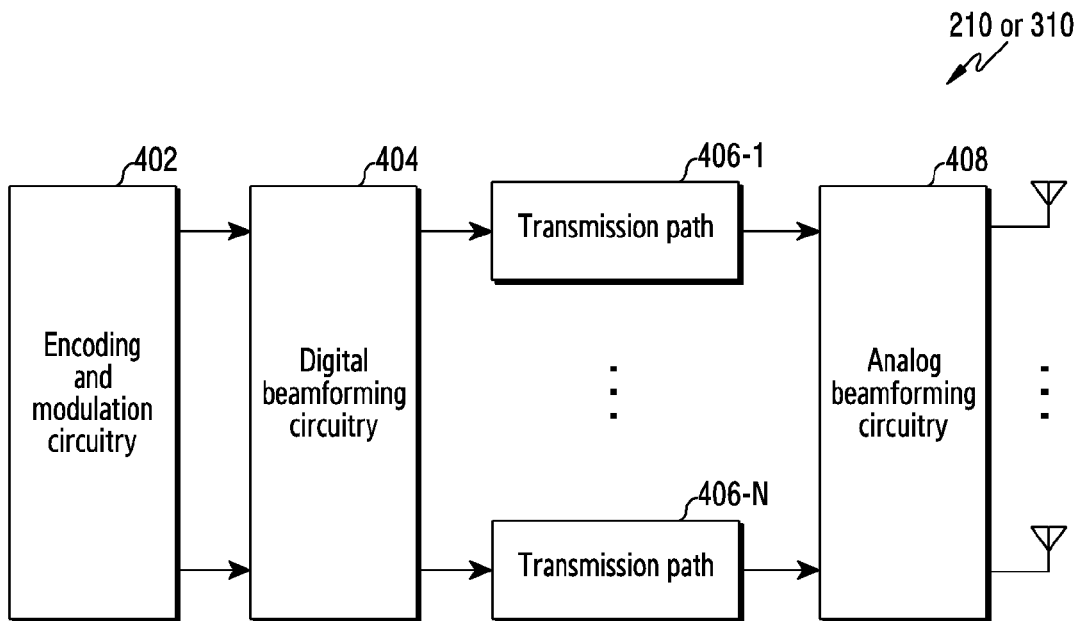 210 or 310
402
404
406-1
408
Transmission path
Encoding
and
modulation
circuitry
Digital
beamforming
circuitry
Analog
beamforming
circuitry
406-N
Transmission path